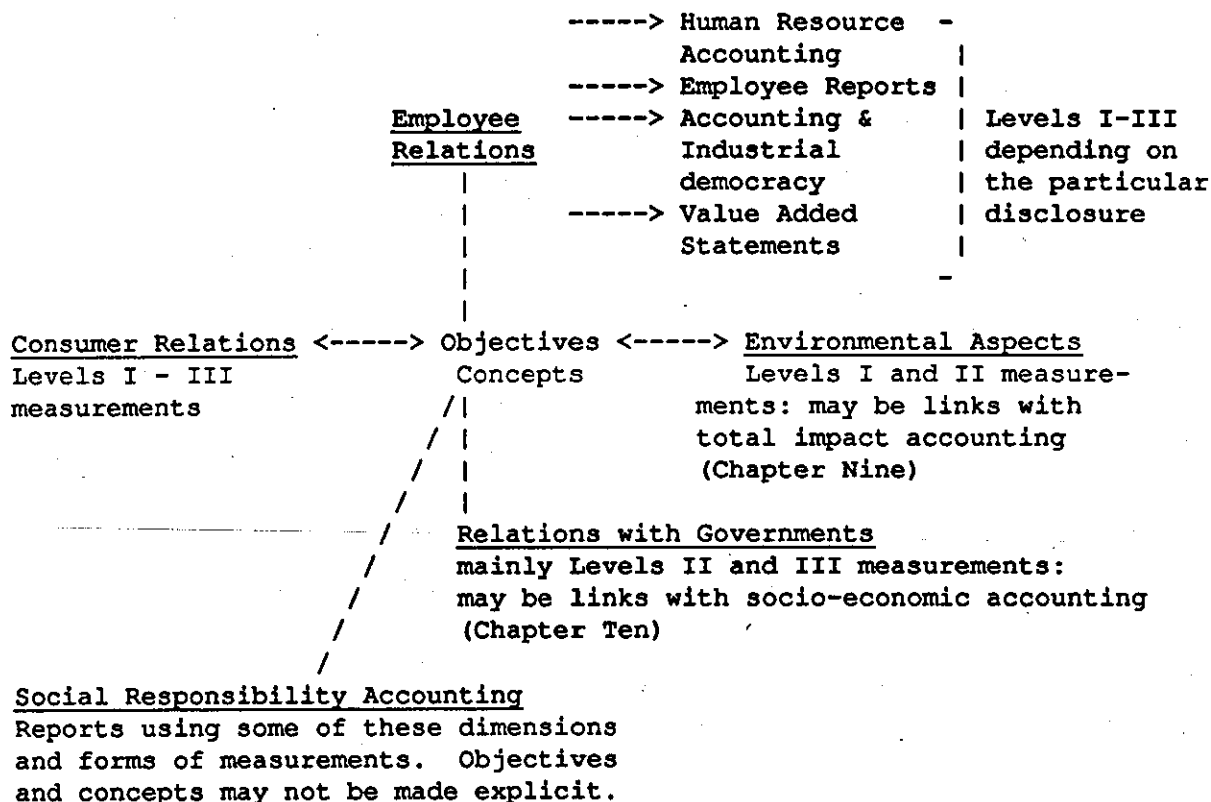 -----> Human Resource -
Accounting |
-----> Employee Reports |
Employee -----> Accounting & | Levels I-III
Relations Industrial | depending on
| democracy | the particular
| -----> Value Added | disclosure
| Statements |
| -
|
Consumer Relations <-----> Objectives <-----> Environmental Aspects
Levels I - III Concepts Levels I and II measure-
measurements /| ments: may be links with
/ | total impact accounting
/ | (Chapter Nine)
/ |
/ Relations with Governments
/ mainly Levels II and III measurements:
/ may be links with socio-economic accounting
/ (Chapter Ten)
/
Social Responsibility Accounting
Reports using some of these dimensions
and forms of measurements. Objectives
and concepts may not be made explicit.